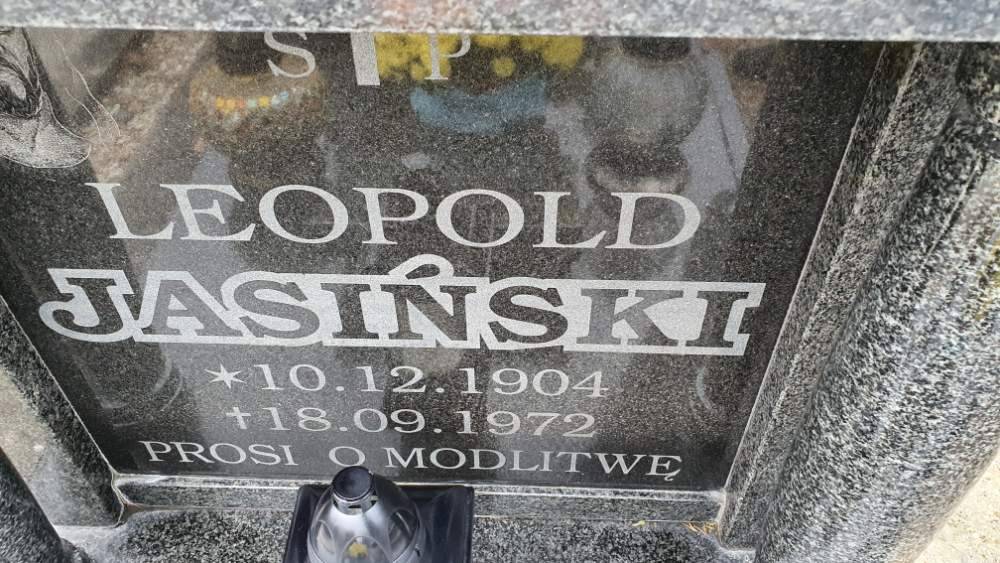 S P
LEOPOLD
JASIŃSKI
✶10.12.1904
✝18.09.1972
PROSI O MODLITWĘ